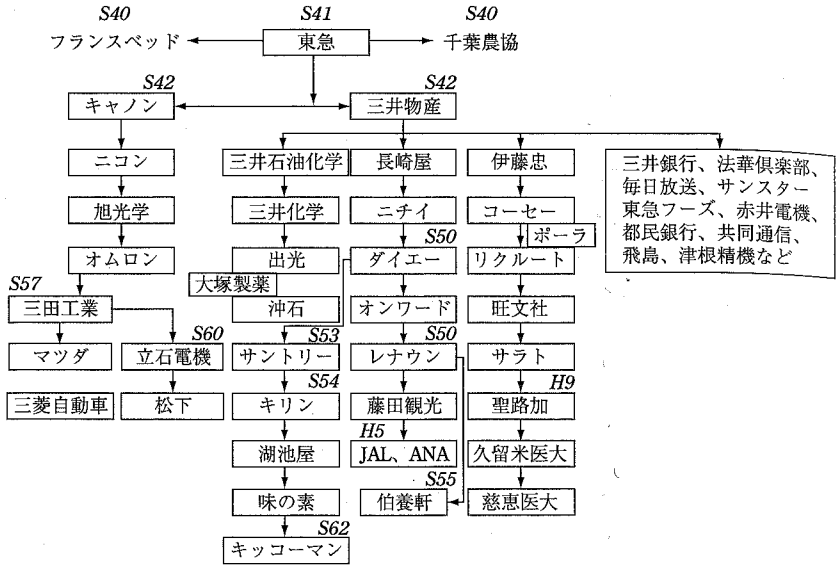 S40 S41 S40
フランスベッド 東急 千葉農協
S42 S42
キャノン 三井物産
ニコン 三井石油化学 長崎屋 伊藤忠
三井銀行、法華倶楽部、
毎日放送、サンスター
東急フーズ、赤井電機、
都民銀行、共同通信、
飛島、津根精機など
旭光学 三井化学 ニチイ コーセー
S50 ポーラ
オムロン 出光 ダイエー リクルート
S57 大塚製薬
三田工業 沖石 オンワード 旺文社
S60 S53 S50
マツダ 立石電機 サントリー レナウン サラト
S54 H9
三菱自動車 松下 キリン 藤田観光 聖路加
H5
湖池屋 JAL、ANA 久留米医大
S55
味の素 伯養軒 慈恵医大
S62
キッコーマン